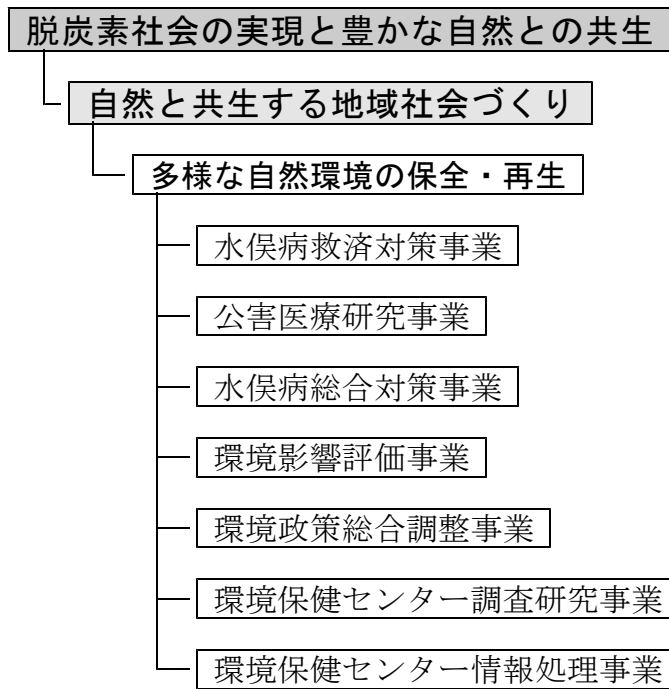 脱炭素社会の実現と豊かな自然との共生
自然と共生する地域社会づくり
多様な自然環境の保全・再生
水俣病救済対策事業
公害医療研究事業
水俣病総合対策事業
環境影響評価事業
環境政策総合調整事業
環境保健センター調査研究事業
環境保健センター情報処理事業